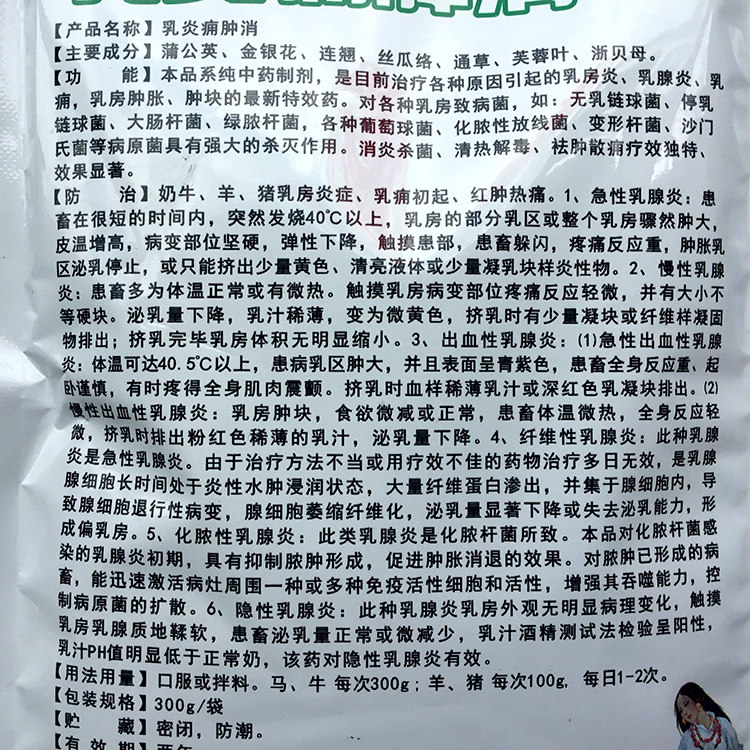 【产品名称】乳炎痈肿消
【主要成分】蒲公英、金银花、连翘、丝瓜络、通草、芙蓉叶、浙贝母。
【功 能】本品系纯中药制剂，是目前治疗各种原因引起的乳房炎、乳腺炎、乳
痈，乳房肿胀、肿块的最新特效药。对各种乳房致病菌，如：无乳链球菌、停乳
链球菌、大肠杆菌、绿脓杆菌，各种葡萄球菌、化脓性放线菌、变形杆菌、沙门
氏菌等病原菌具有强大的杀灭作用。消炎杀菌、清热解毒、祛肿散痈疗效独特、
效果显著。
【防 治】奶牛、羊、猪乳房炎症、乳痈初起、红肿热痛。1、急性乳腺炎：患
畜在很短的时间内，突然发烧40℃以上，乳房的部分乳区或整个乳房骤然肿大，
皮温增高，病变部位坚硬，弹性下降，触摸患部，患畜躲闪，疼痛反应重，肿胀乳
区泌乳停止，或只能挤出少量黄色、清亮液体或少量凝乳块样炎性物。2、慢性乳腺
炎：患畜多为体温正常或有微热。触摸乳房病变部位疼痛反应轻微，并有大小不
等硬块。泌乳量下降，乳汁稀薄，变为微黄色，挤乳时有少量凝块或纤维样凝固
物排出；挤乳完毕乳房体积无明显缩小。3、出血性乳腺炎：(1)急性出血性乳腺
炎：体温可达40.5℃以上，患病乳区肿大，并且表面呈青紫色，患畜全身反应重、起
卧谨慎，有时疼得全身肌肉震颤。挤乳时血样稀薄乳汁或深红色乳凝块排出。(2)
慢性出血性乳腺炎：乳房肿块，食欲微减或正常，患畜体温微热，全身反应轻
微，挤乳时排出粉红色稀薄的乳汁，泌乳量下降。4、纤维性乳腺炎：此种乳腺
炎是急性乳腺炎。由于治疗方法不当或用疗效不佳的药物治疗多日无效，是乳腺
腺细胞长时间处于炎性水肿浸润状态，大量纤维蛋白渗出，并集于腺细胞内，导
致腺细胞退行性病变，腺细胞萎缩纤维化，泌乳量显著下降或失去泌乳能力，形
成偏乳房。5、化脓性乳腺炎：此类乳腺炎是化脓杆菌所致。本品对化脓杆菌感
染的乳腺炎初期，具有抑制脓肿形成，促进肿胀消退的效果。对脓肿已形成的病
畜，能迅速激活病灶周围一种或多种免疫活性细胞和活性，增强其吞噬能力，控
制病原菌的扩散。6、隐性乳腺炎：此种乳腺炎乳房外观无明显病理变化，触摸
乳房乳腺质地鞣软，患畜泌乳量正常或微减少，乳汁酒精测试法检验呈阳性，
乳汁PH值明显低于正常奶，该药对隐性乳腺炎有效。
【用法用量】口服或拌料。马、牛 每次300g；羊、猪 每次100g，每日1-2次。
【包装规格】300g/袋
【贮 藏】密闭，防潮。
【有效期】两年